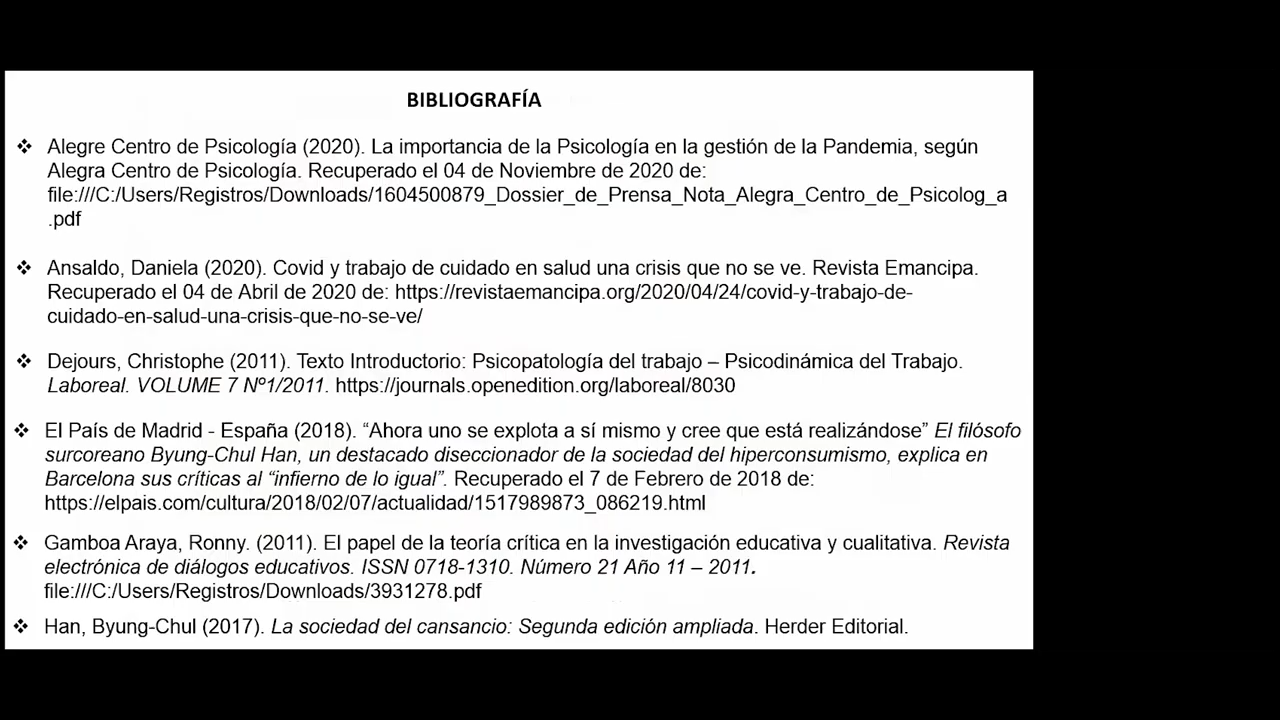 BIBLIOGRAFÍA
❖ Alegre Centro de Psicología (2020). La importancia de la Psicología en la gestión de la Pandemia, según
Alegra Centro de Psicología. Recuperado el 04 de Noviembre de 2020 de:
file:///C:/Users/Registros/Downloads/1604500879_Dossier_de_Prensa_Nota_Alegra_Centro_de_Psicolog_a
.pdf
❖ Ansaldo, Daniela (2020). Covid y trabajo de cuidado en salud una crisis que no se ve. Revista Emancipa.
Recuperado el 04 de Abril de 2020 de: https://revistaemancipa.org/2020/04/24/covid-y-trabajo-de-
cuidado-en-salud-una-crisis-que-no-se-ve/
❖ Dejours, Christophe (2011). Texto Introductorio: Psicopatología del trabajo – Psicodinámica del Trabajo.
Laboreal. VOLUME 7 Nº1/2011. https://journals.openedition.org/laboreal/8030
❖ El País de Madrid - España (2018). “Ahora uno se explota a sí mismo y cree que está realizándose” El filósofo
surcoreano Byung-Chul Han, un destacado diseccionador de la sociedad del hiperconsumismo, explica en
Barcelona sus críticas al “infierno de lo igual”. Recuperado el 7 de Febrero de 2018 de:
https://elpais.com/cultura/2018/02/07/actualidad/1517989873_086219.html
❖ Gamboa Araya, Ronny. (2011). El papel de la teoría crítica en la investigación educativa y cualitativa. Revista
electrónica de diálogos educativos. ISSN 0718-1310. Número 21 Año 11 – 2011.
file:///C:/Users/Registros/Downloads/3931278.pdf
❖ Han, Byung-Chul (2017). La sociedad del cansancio: Segunda edición ampliada. Herder Editorial.